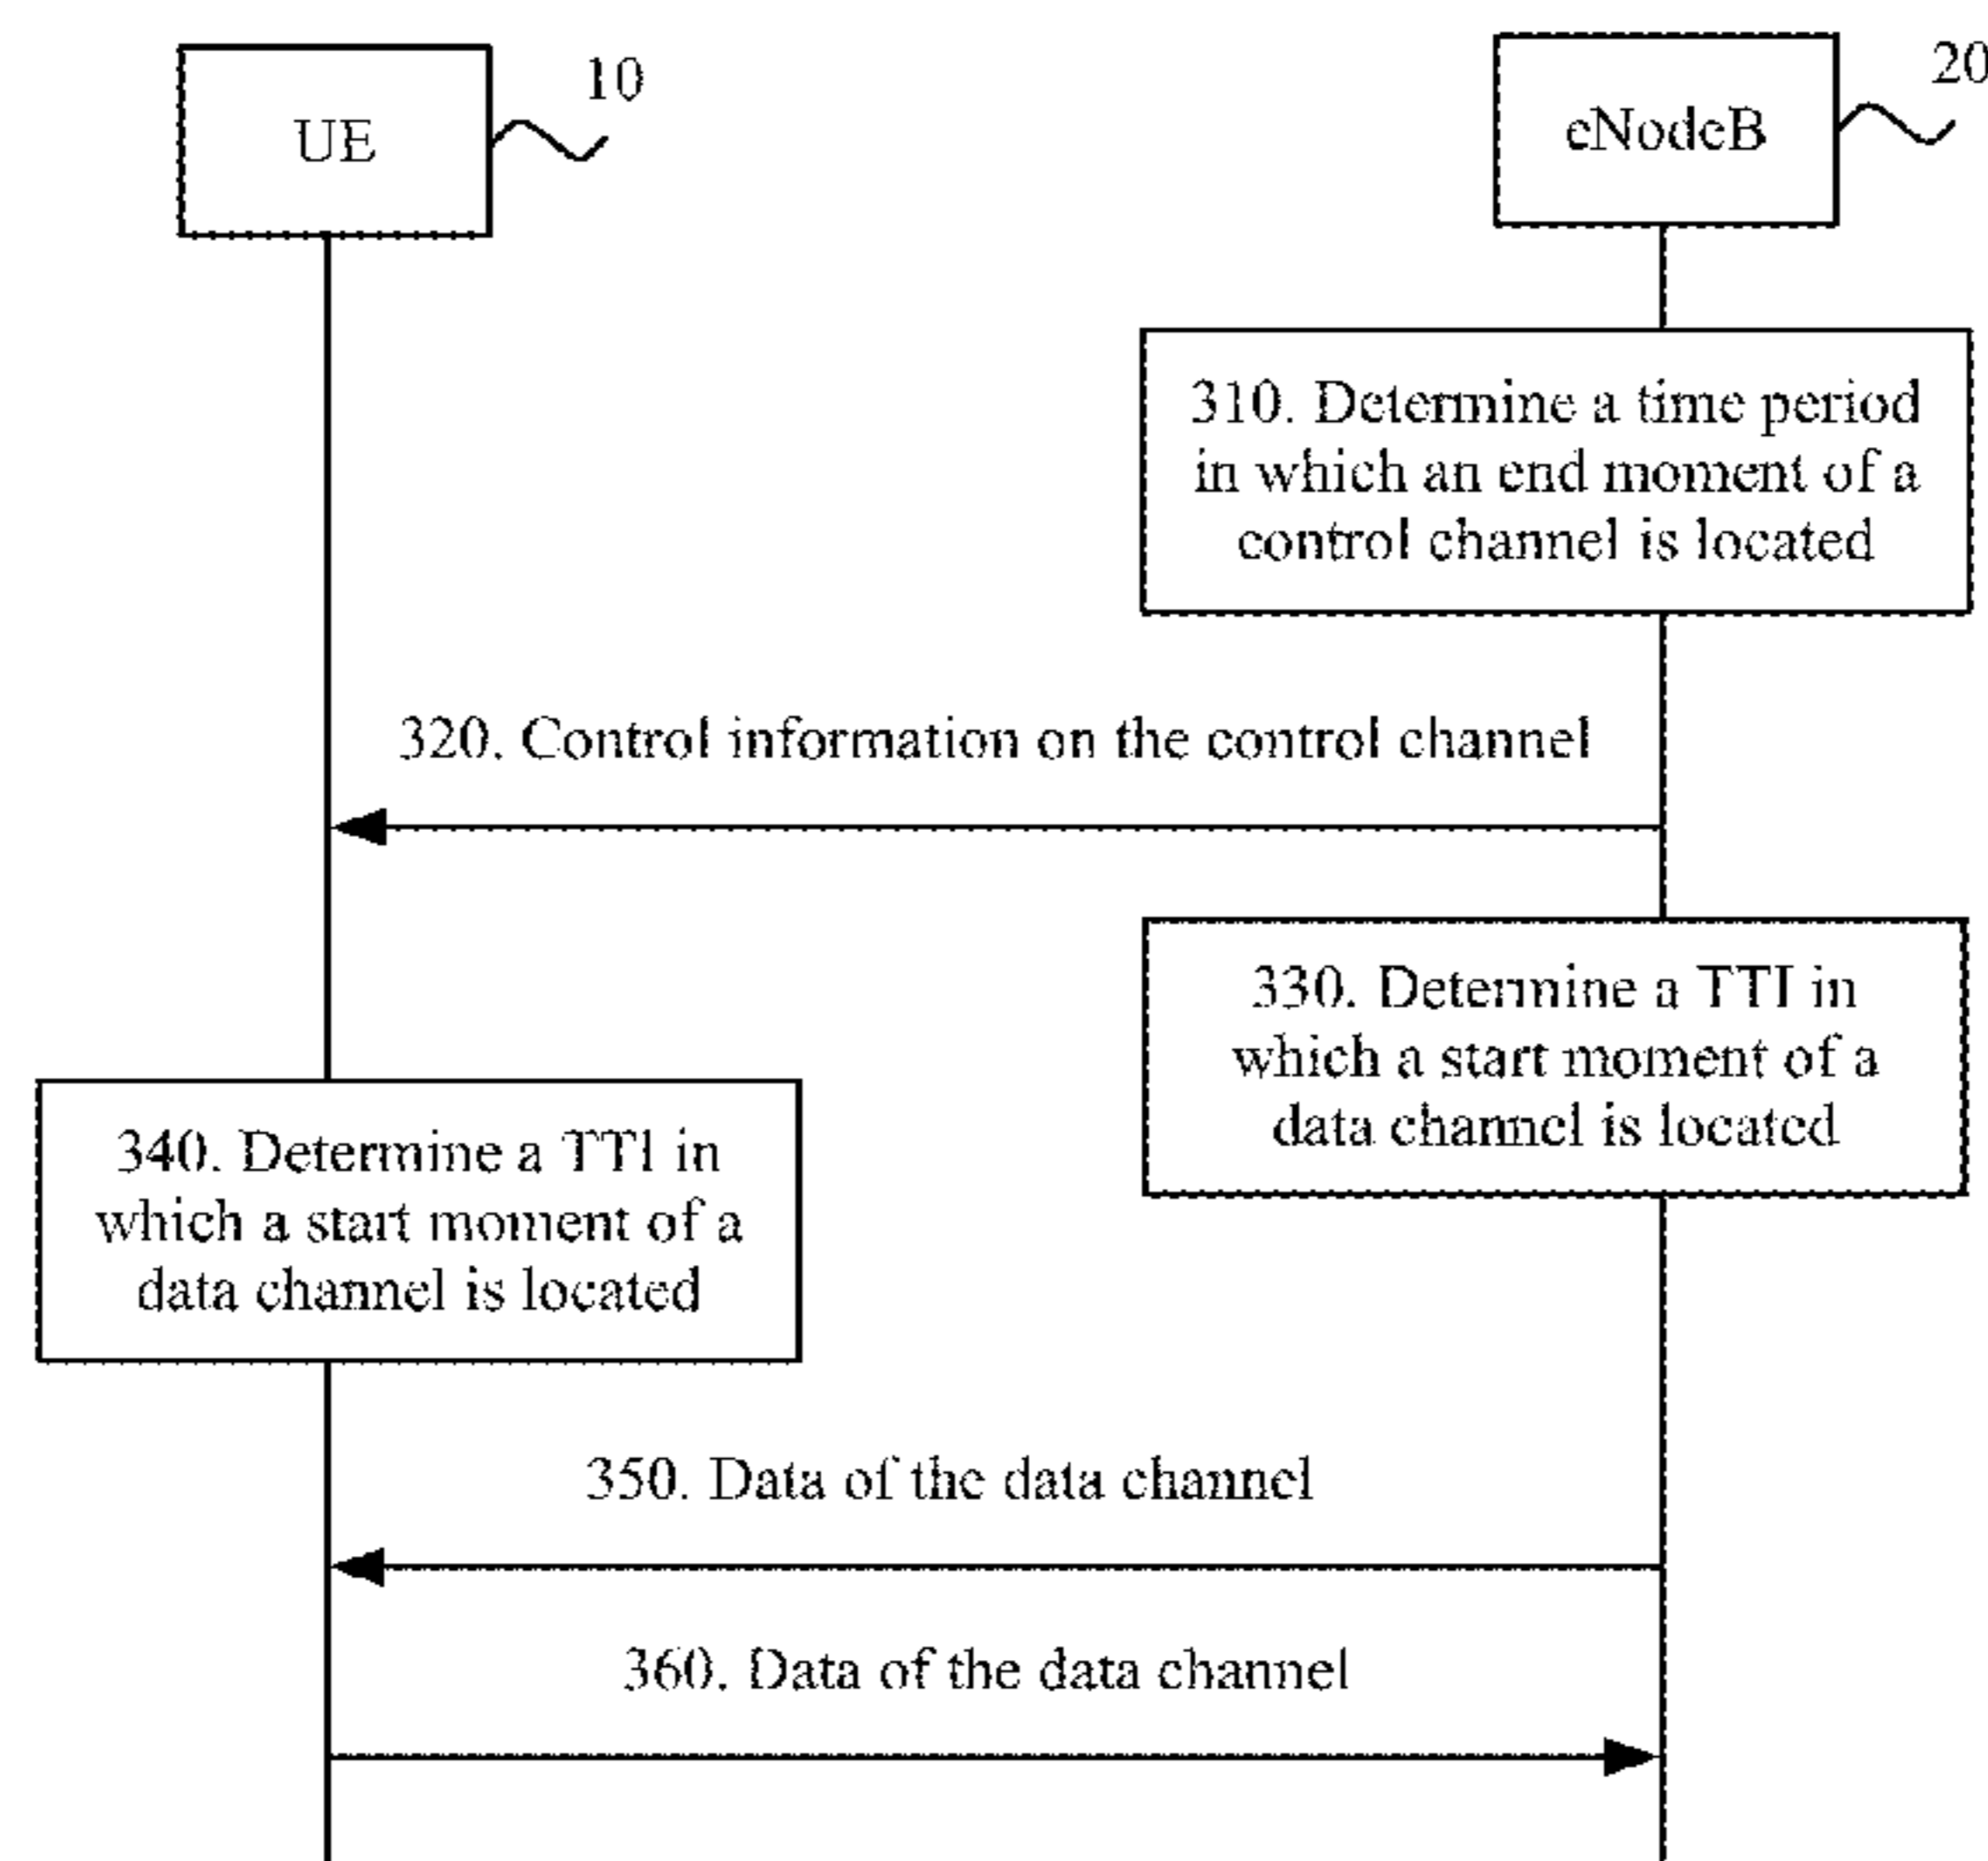 UE
10
eNodeB
20
310. Determine a time period
in which an end moment of a
control channel is located
320. Control information on the control channel
330. Determine a TTI in
which a start moment of a
data channel is located
340. Determine a TTI in
which a start moment of a
data channel is located
350. Data of the data channel
360. Data of the data channel